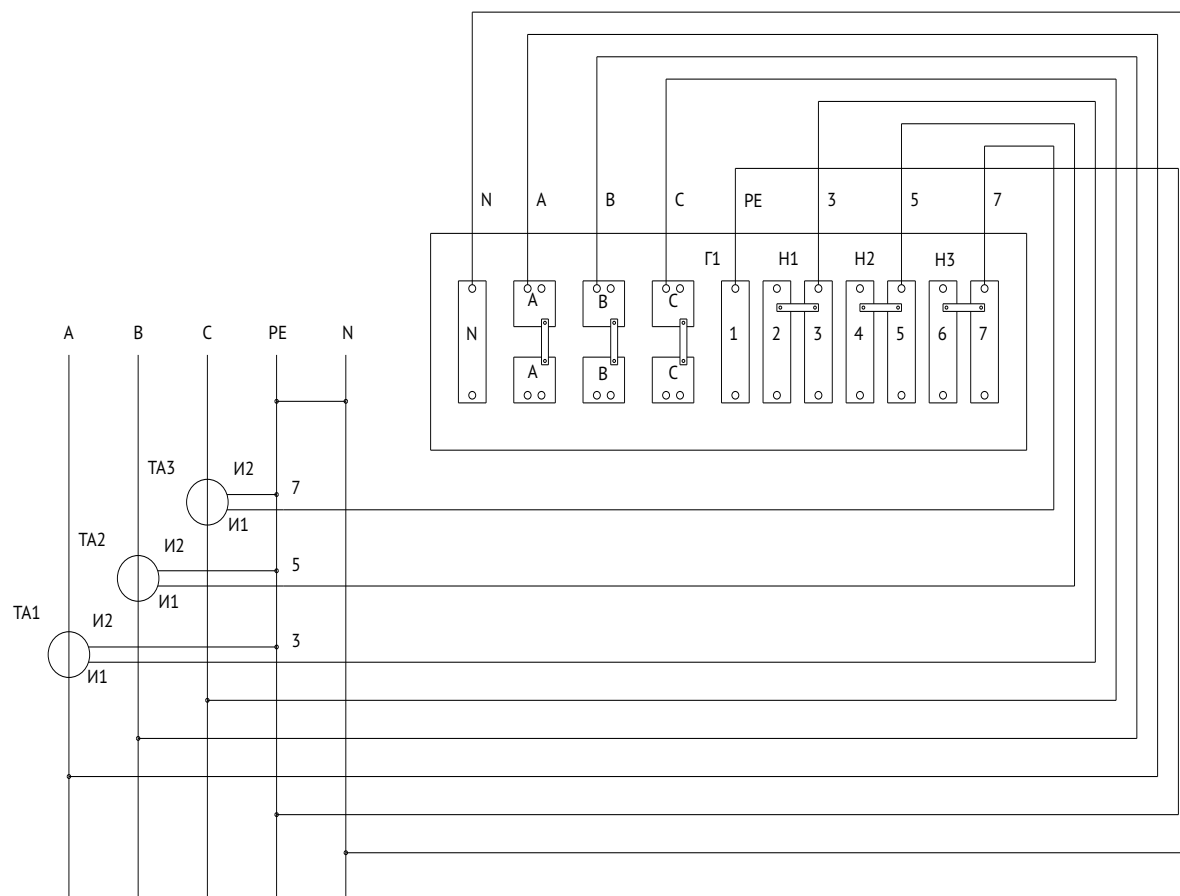 N A B C PE 3 5 7
Г1 Н1 Н2 Н3
A B C
N 1 2 3 4 5 6 7
A B C PE N
A B C
ТА3 И2 7
И1
ТА2 И2 5
И1
ТА1 И2 3
И1